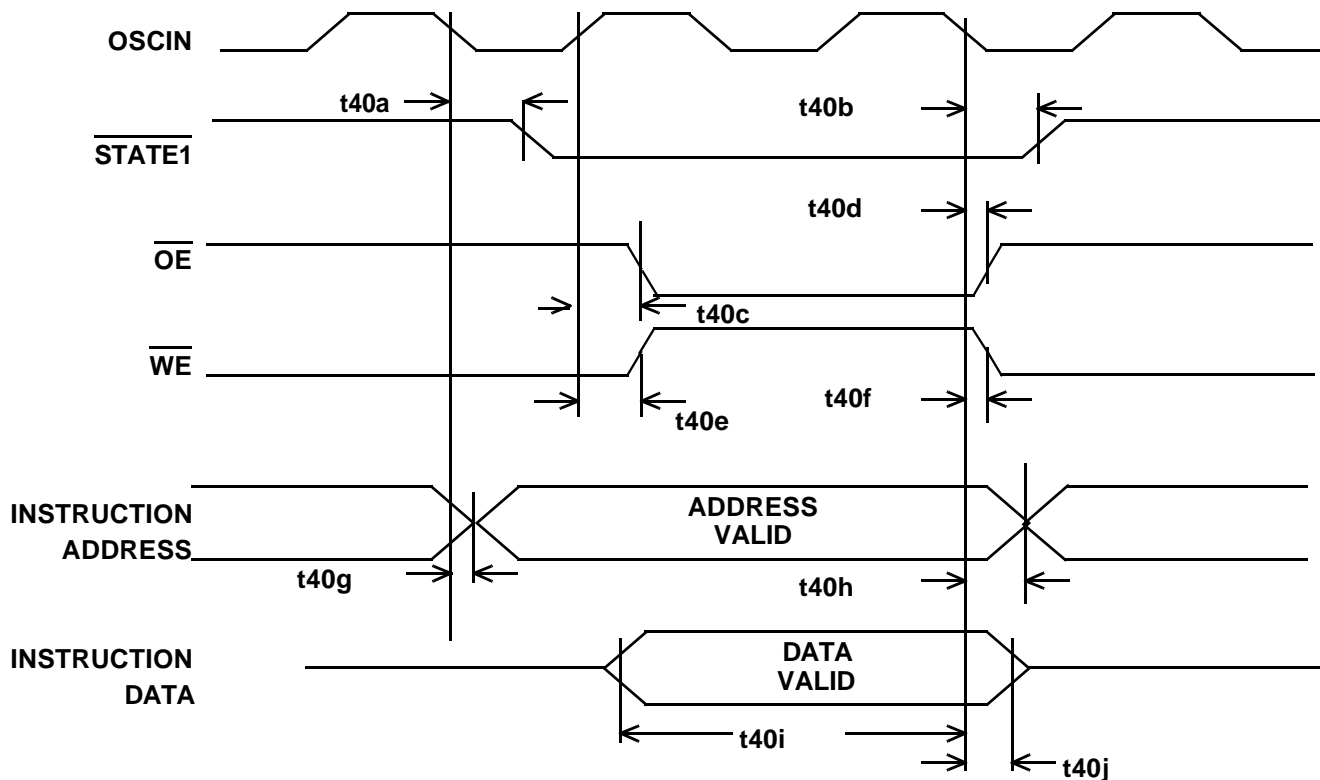 OSCIN
t40a
t40b
STATE1
t40d
OE
t40c
WE
t40e
t40f
INSTRUCTION
ADDRESS
ADDRESS
VALID
t40g
t40h
INSTRUCTION
DATA
DATA
VALID
t40i
t40j